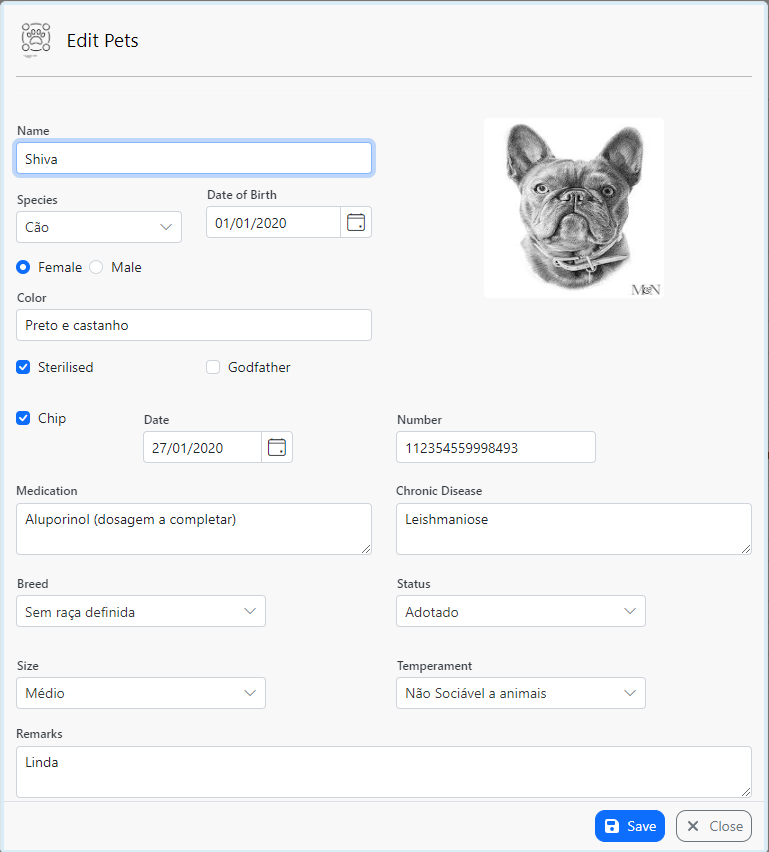 Edit Pets
Name
Shiva
Species
Date of Birth
Cão
01/01/2020
Female
Male
Color
Preto e castanho
Sterilised
Godfather
Chip
Date
Number
27/01/2020
112354559998493
Medication
Chronic Disease
Aluporinol (dosagem a completar)
Leishmaniose
Breed
Status
Sem raça definida
Adotado
Size
Temperament
Médio
Não Sociável a animais
Remarks
Linda
Save
Close
M&N